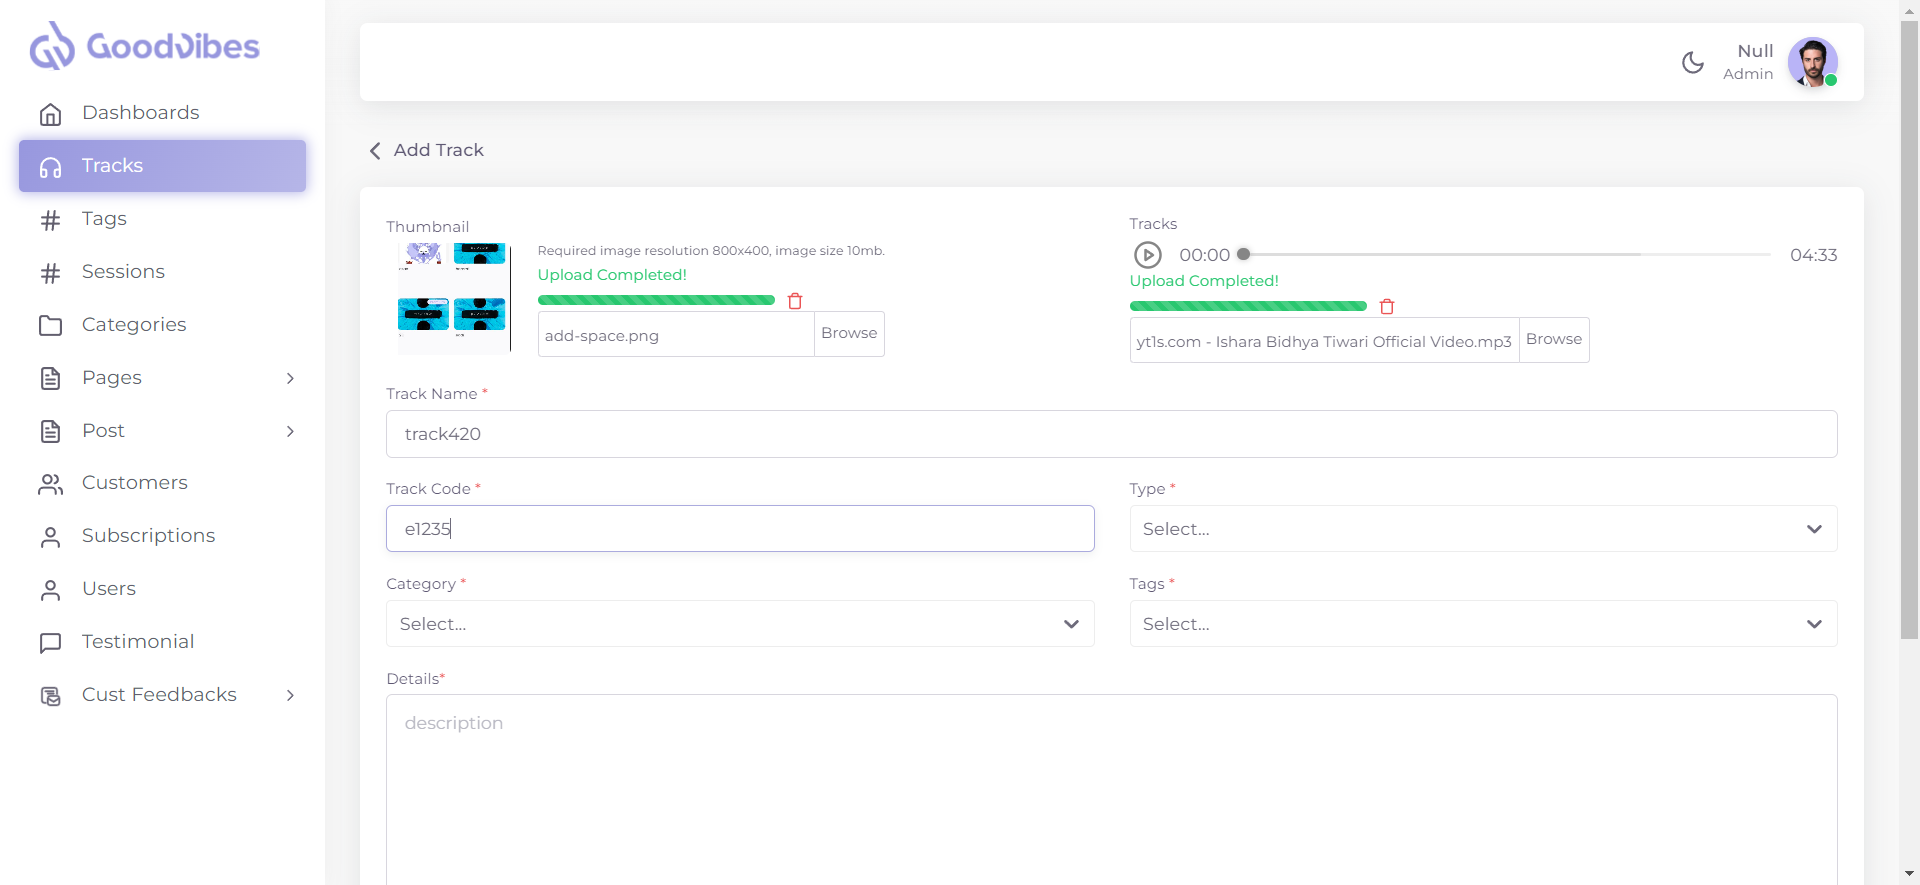 GoodVibes
Null
Admin
Dashboards
Tracks
Tags
Sessions
Categories
Pages
Post
Customers
Subscriptions
Users
Testimonial
Cust Feedbacks
Add Track
Thumbnail
Required image resolution 800x400, image size 10mb.
Upload Completed!
add-space.png
Browse
Tracks
00:00
04:33
Upload Completed!
yt1s.com - Ishara Bidhya Tiwari Official Video.mp3
Browse
Track Name *
track420
Track Code *
e1235
Type *
Select...
Category *
Select...
Tags *
Select...
Details*
description